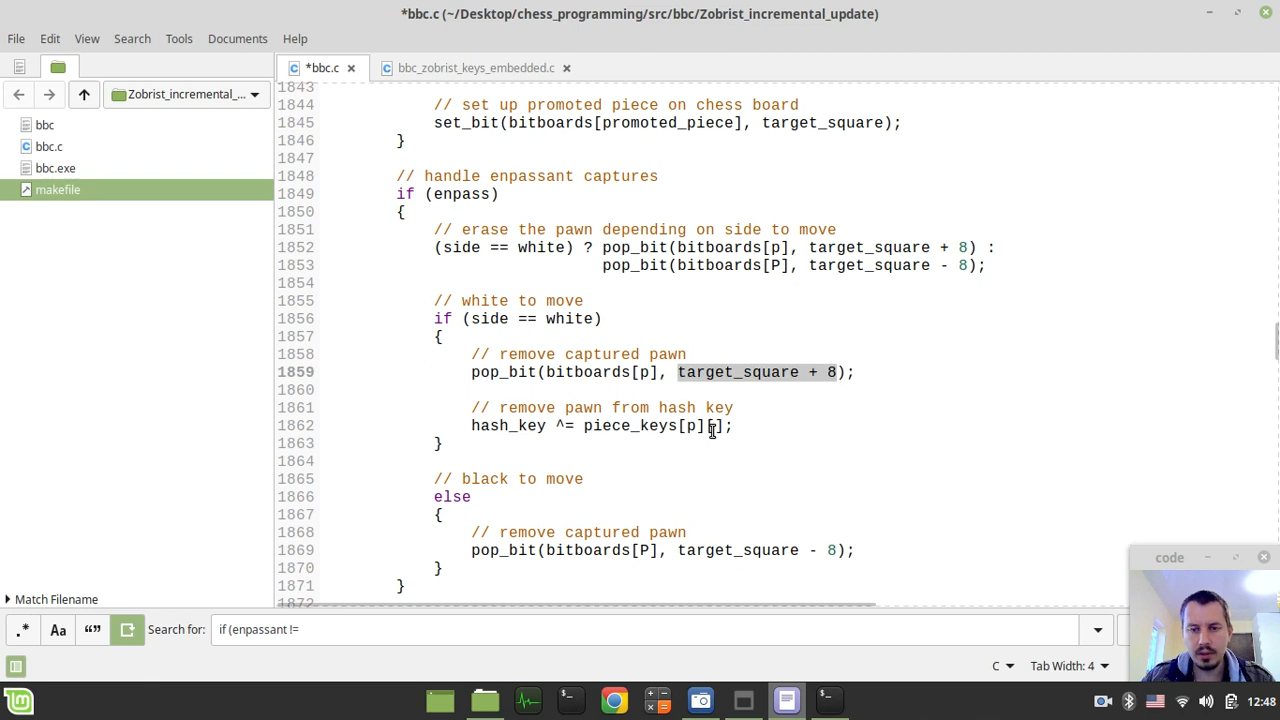 *bbc.c (~/Desktop/chess_programming/src/bbc/Zobrist_incremental_update)
File Edit View Search Tools Documents Help
*bbc.c
bbc_zobrist_keys_embedded.c
Zobrist_incremental_...
bbc
bbc.c
bbc.exe
makefile
Match Filename
1843
1844 // set up promoted piece on chess board
1845 set_bit(bitboards[promoted_piece], target_square);
1846 }
1847
1848 // handle enpassant captures
1849 if (enpass)
1850 {
1851 // erase the pawn depending on side to move
1852 (side == white) ? pop_bit(bitboards[p], target_square + 8) :
1853 pop_bit(bitboards[P], target_square - 8);
1854
1855 // white to move
1856 if (side == white)
1857 {
1858 // remove captured pawn
1859 pop_bit(bitboards[p], target_square + 8);
1860
1861 // remove pawn from hash key
1862 hash_key ^= piece_keys[p][];
1863 }
1864
1865 // black to move
1866 else
1867 {
1868 // remove captured pawn
1869 pop_bit(bitboards[P], target_square - 8);
1870 }
1871 }
1872
code
.* Aa “” Search for: if (enpassant !=
C Tab Width: 4
12:48